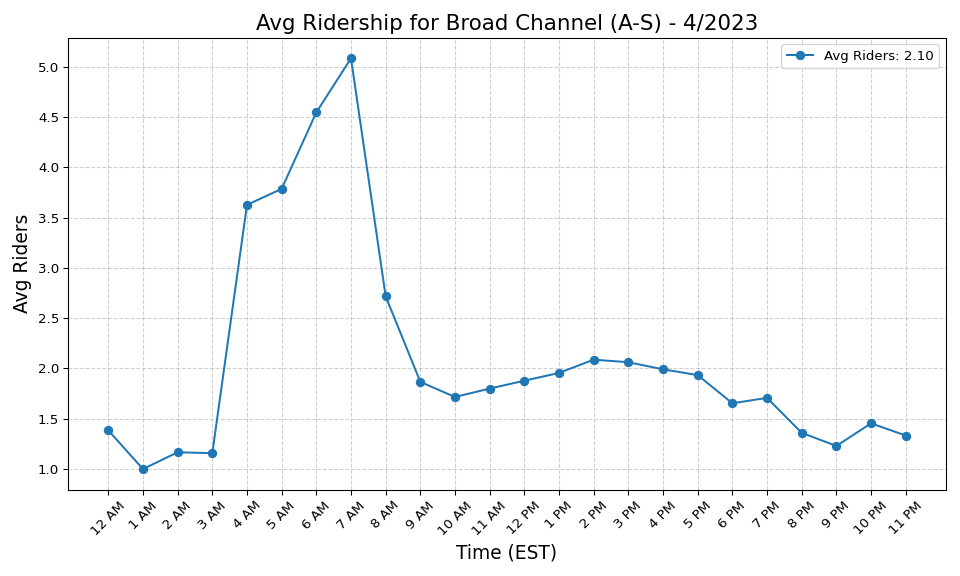 Avg Ridership for Broad Channel (A-S) - 4/2023
Avg Riders: 2.10
Avg Riders
5.0
4.5
4.0
3.5
3.0
2.5
2.0
1.5
1.0
12 AM
1 AM
2 AM
3 AM
4 AM
5 AM
6 AM
7 AM
8 AM
9 AM
10 AM
11 AM
12 PM
1 PM
2 PM
3 PM
4 PM
5 PM
6 PM
7 PM
8 PM
9 PM
10 PM
11 PM
Time (EST)